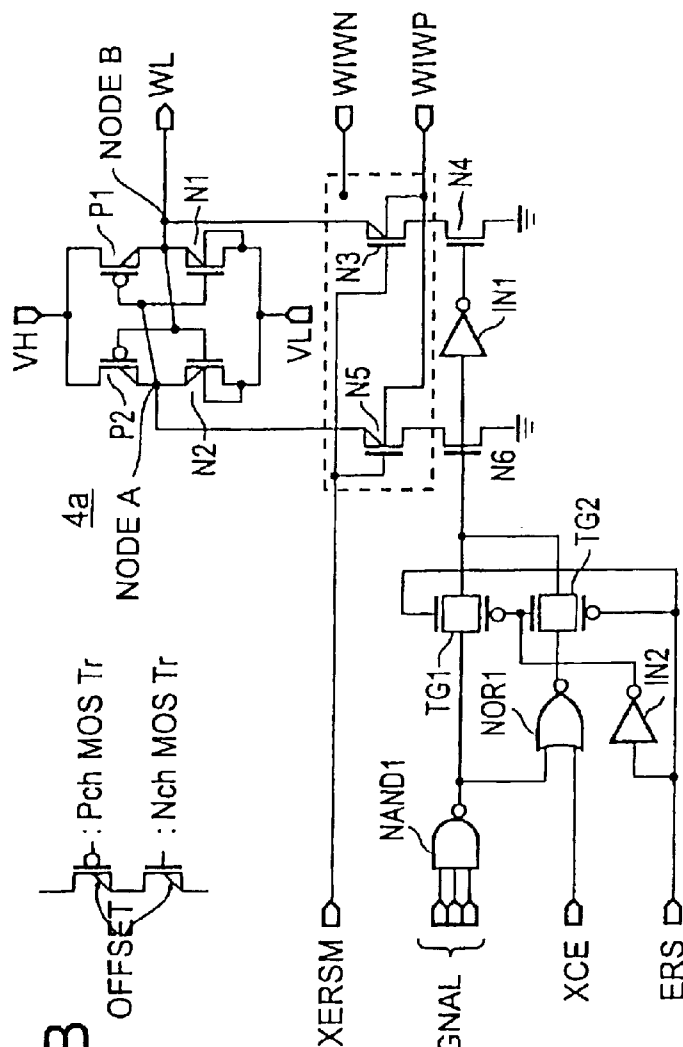 B
OFFSET
: Pch MOS Tr
: Nch MOS Tr
4a
VH
P2
P1
NODE A
NODE B
WL
N2
N1
VL
XERSM
N5
N3
WIWN
WIWP
N6
N4
IN1
GNAL
NAND1
TG1
TG2
NOR1
IN2
XCE
ERS